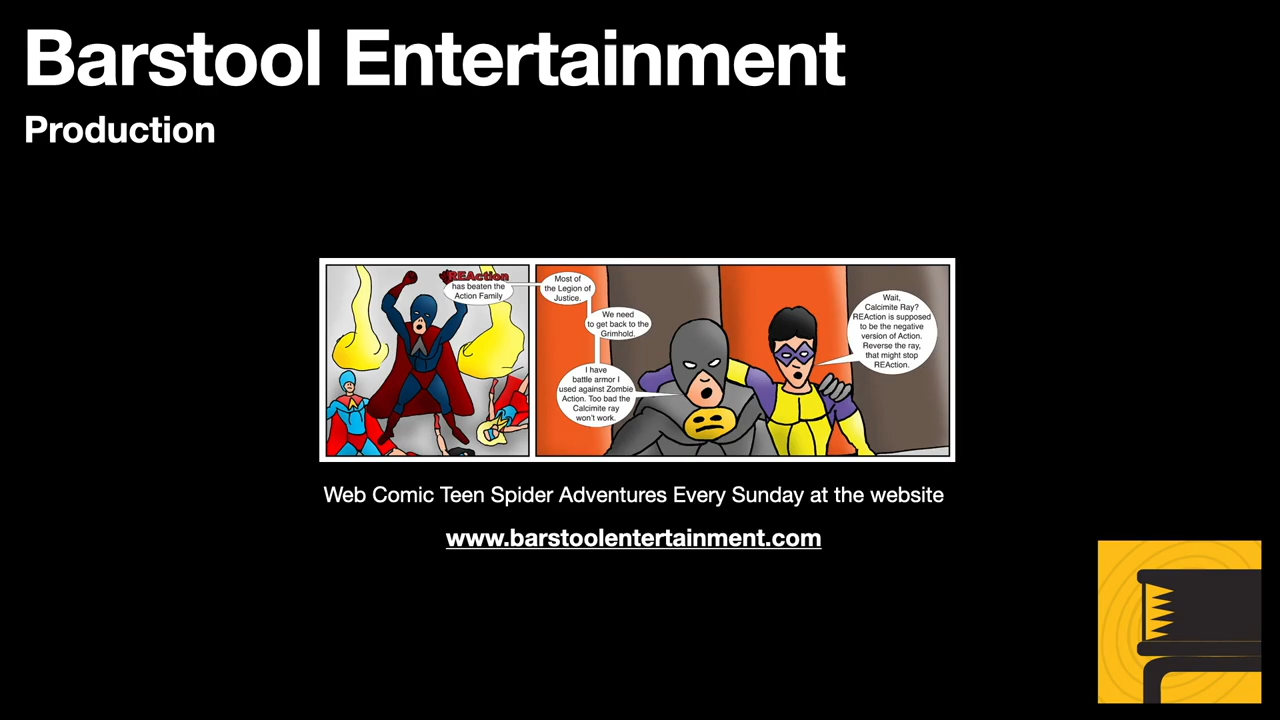 Barstool Entertainment
Production
REAction
has beaten the
Action Family
Most of
the Legion of
Justice.
We need
to get back to the
Grimhold.
I have
battle armor I
used against Zombie
Action. Too bad the
Calcimite ray
won't work.
Wait,
Calcimite Ray?
REAction is supposed
to be the negative
version of Action.
Reverse the ray,
that might stop
REAction.
Web Comic Teen Spider Adventures Every Sunday at the website
www.barstoolentertainment.com